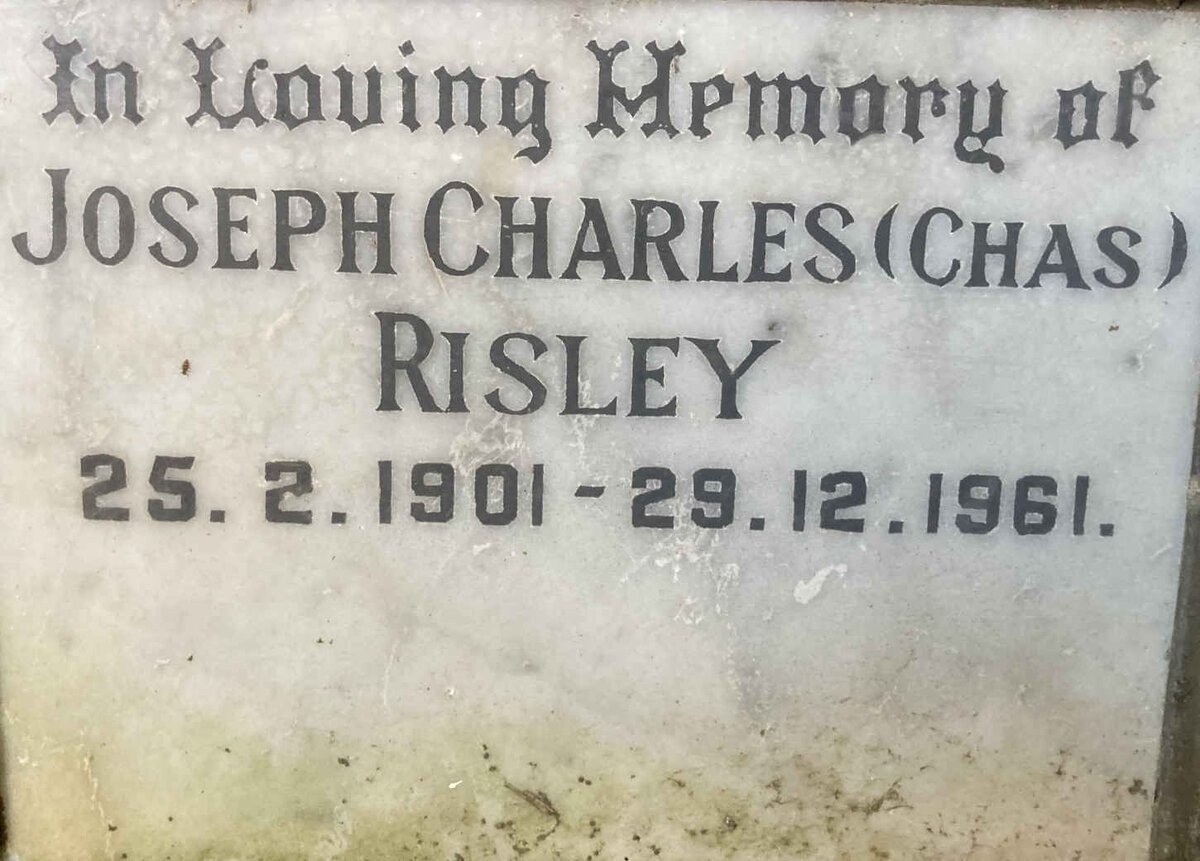 In Loving Memory of
JOSEPH CHARLES (CHAS)
RISLEY
25.2.1901 - 29.12.1961.